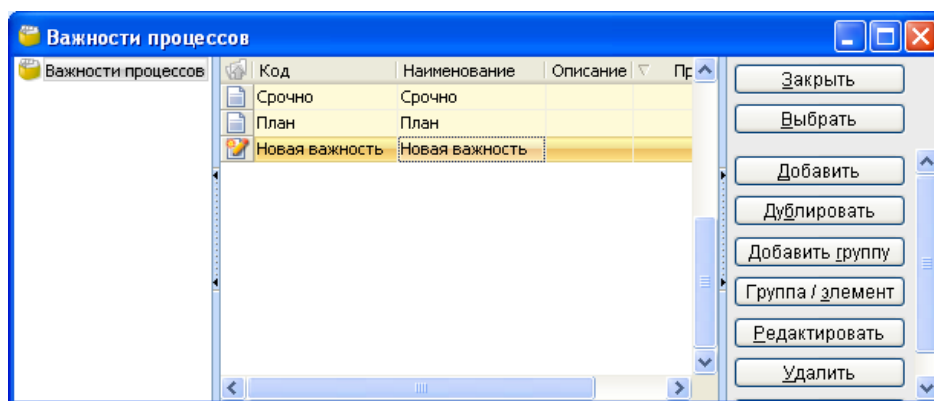 Важности процессов
Важности процессов
Код Наименование Описание Пр
Срочно Срочно
План План
Новая важность Новая важность
Закрыть
Выбрать
Добавить
Дублировать
Добавить группу
Группа / элемент
Редактировать
Удалить